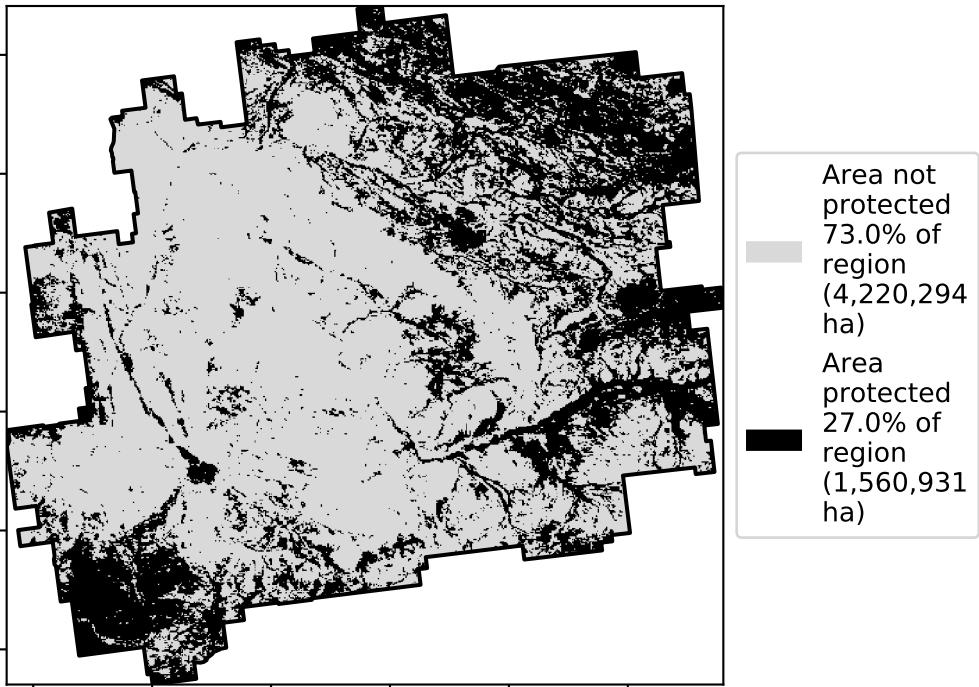 Area not
protected
73.0% of
region
(4,220,294
ha)
Area
protected
27.0% of
region
(1,560,931
ha)